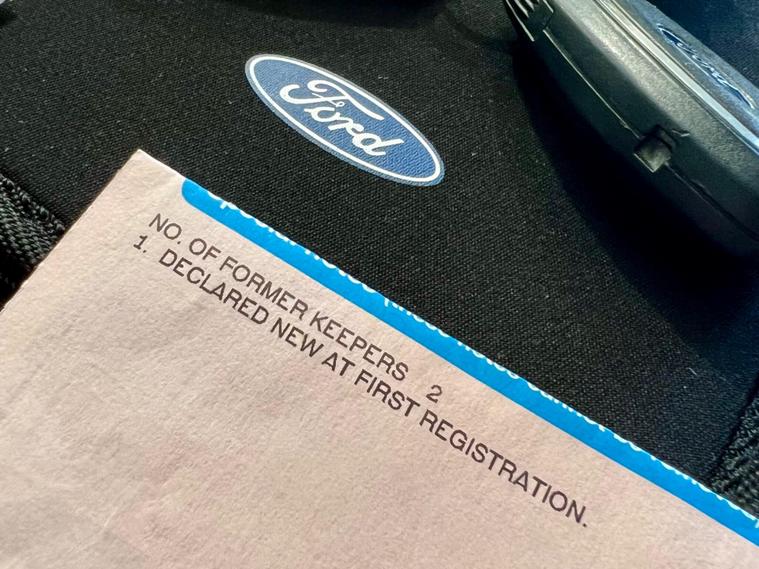 Ford
NO. OF FORMER KEEPERS 2
1. DECLARED NEW AT FIRST REGISTRATION.